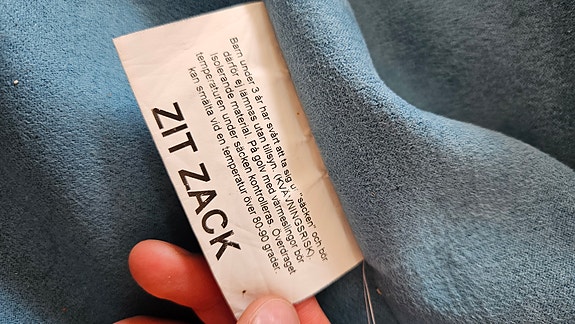 Barn under 3 år har svårt att ta sig ur "säcken" och bör
därför ej lämnas utan tillsyn. (KVÄVNINGSRISK).
Isolerande material. På golv med värmeslingor bör
temperaturen under säcken kontrolleras. Överdraget
kan smälta vid en temperatur över 80-90 grader.
ZIT ZACK